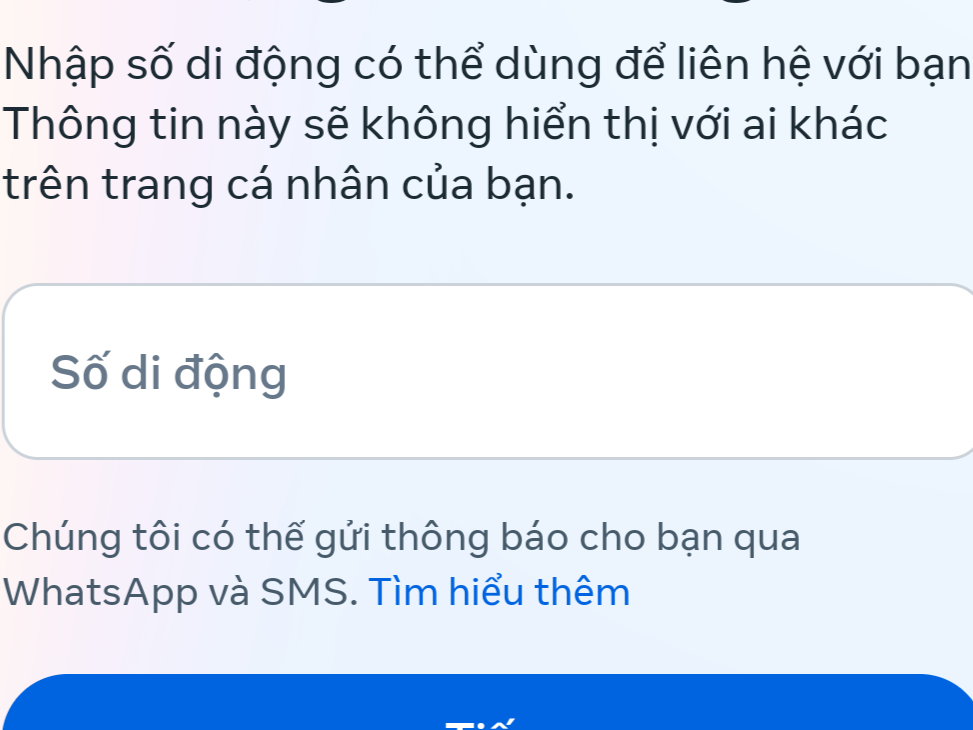 Nhập số di động có thể dùng để liên hệ với bạn
Thông tin này sẽ không hiển thị với ai khác
trên trang cá nhân của bạn.
Số di động
Chúng tôi có thể gửi thông báo cho bạn qua
WhatsApp và SMS. Tìm hiểu thêm